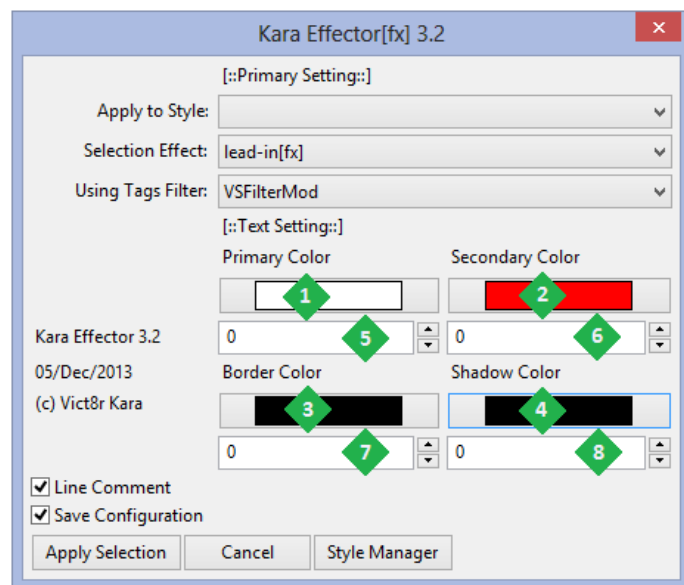 Kara Effector[fx] 3.2
[::Primary Setting::]
Apply to Style:
Selection Effect: lead-in[fx]
Using Tags Filter: VSFilterMod
[::Text Setting::]
Primary Color Secondary Color
1 2
Kara Effector 3.2 0 5 0 6
05/Dec/2013 Border Color Shadow Color
(c) Vict8r Kara 3 4
0 7 0 8
Line Comment
Save Configuration
Apply Selection Cancel Style Manager